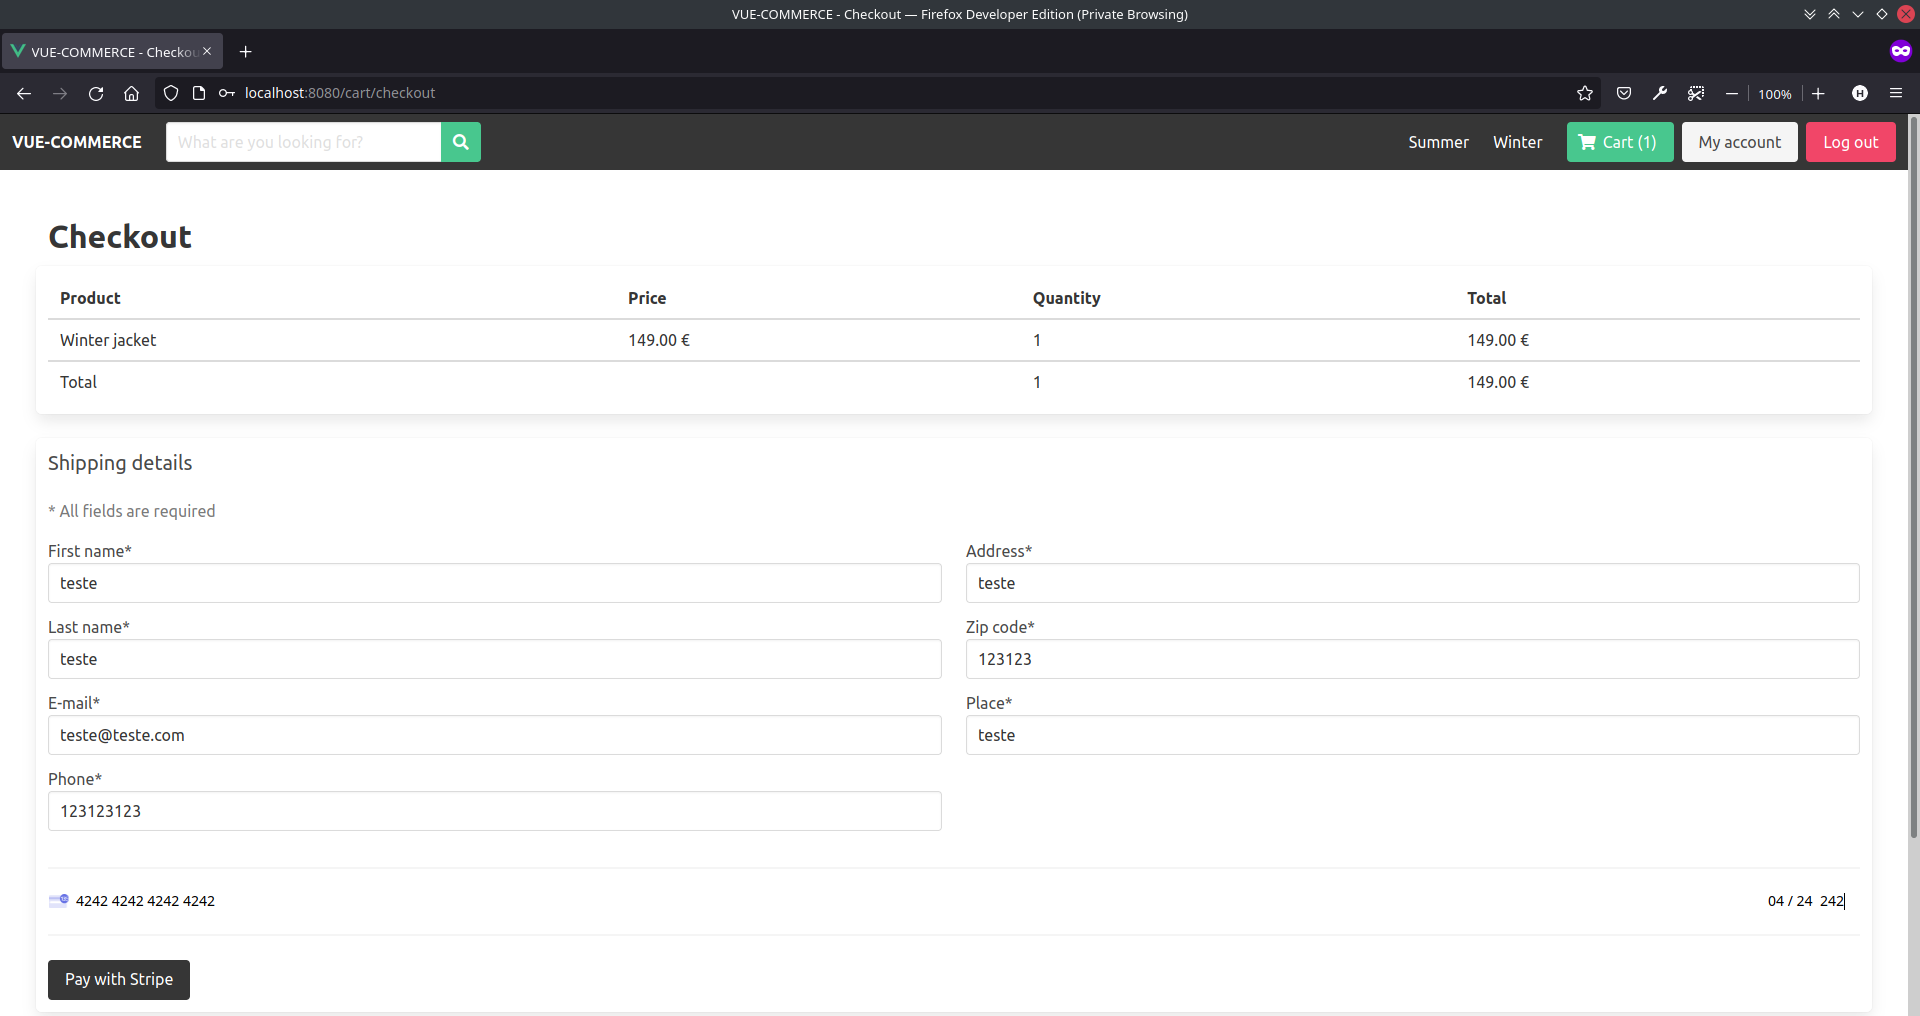 VUE-COMMERCE - Checkout — Firefox Developer Edition (Private Browsing)
VUE-COMMERCE - Checkou
localhost:8080/cart/checkout
100%
H
VUE-COMMERCE
What are you looking for?
Summer
Winter
Cart (1)
My account
Log out
Checkout
Product Price Quantity Total
Winter jacket 149.00 € 1 149.00 €
Total 1 149.00 €
Shipping details
* All fields are required
First name*
teste
Last name*
teste
E-mail*
teste@teste.com
Phone*
123123123
Address*
teste
Zip code*
123123
Place*
teste
4242 4242 4242 4242 04 / 24 242
Pay with Stripe